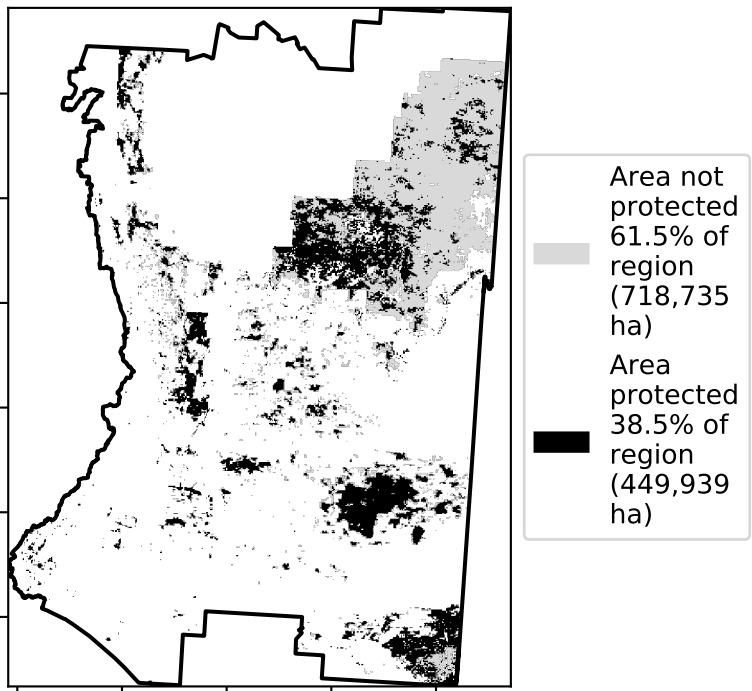 Area not
protected
61.5% of
region
(718,735
ha)
Area
protected
38.5% of
region
(449,939
ha)